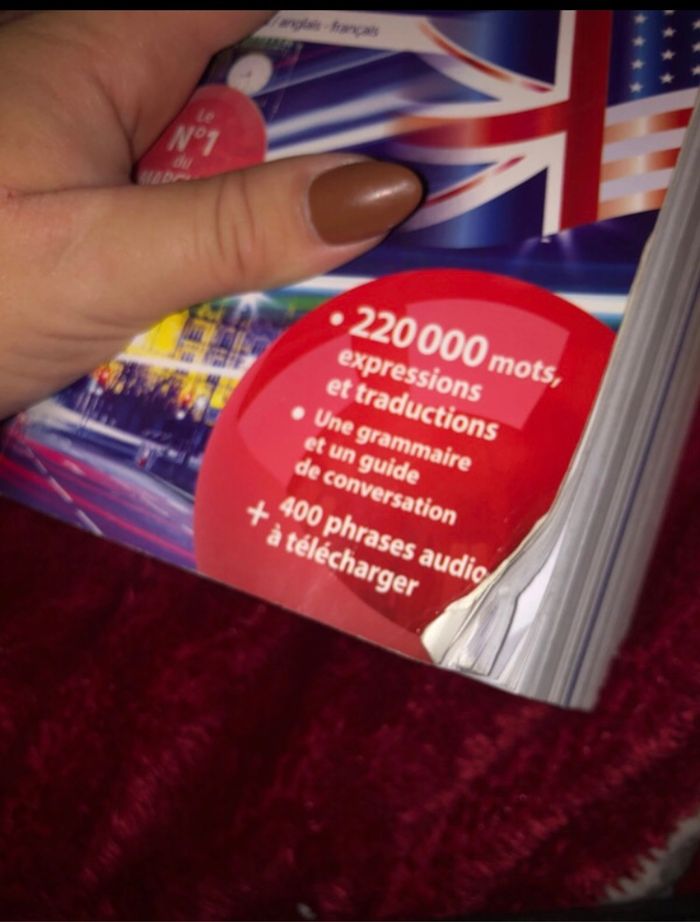 / anglais - français
Le
N°1
du
• 220 000 mots,
expressions
et traductions
• Une grammaire
et un guide
de conversation
+ 400 phrases audio
à télécharger